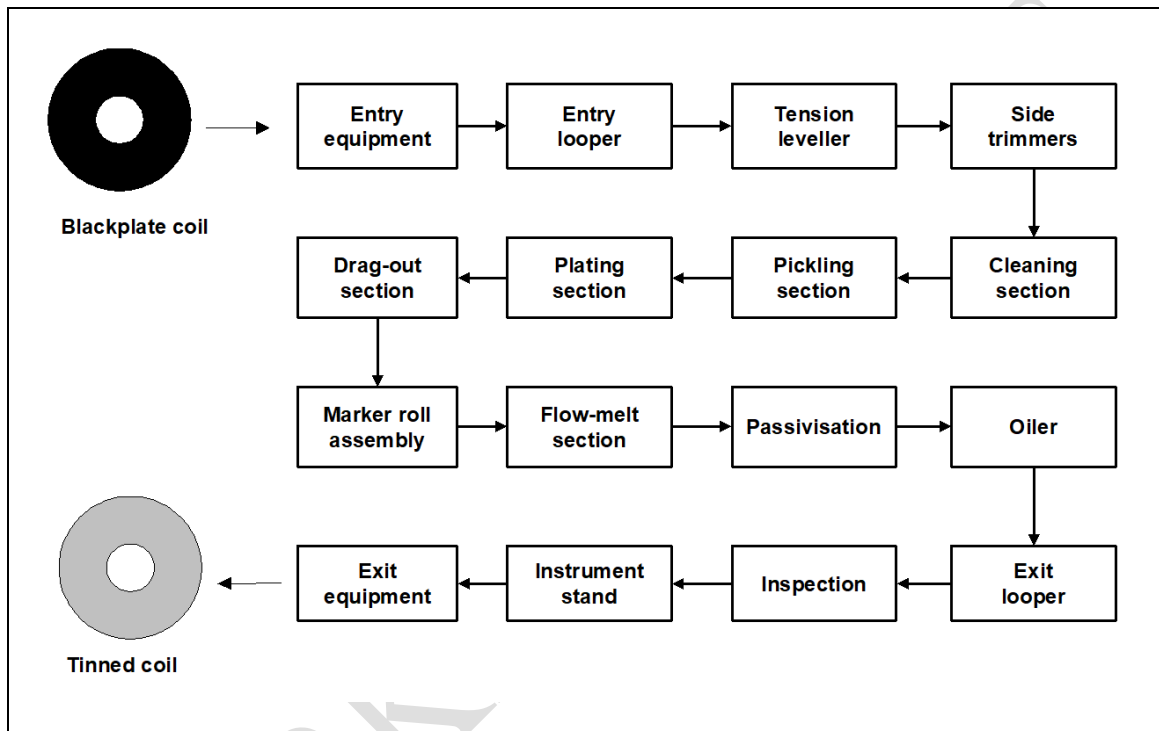 Entry
equipment
Entry
looper
Tension
leveller
Side
trimmers
Blackplate coil
Drag-out
section
Plating
section
Pickling
section
Cleaning
section
Marker roll
assembly
Flow-melt
section
Passivisation
Oiler
Exit
equipment
Instrument
stand
Inspection
Exit
looper
Tinned coil